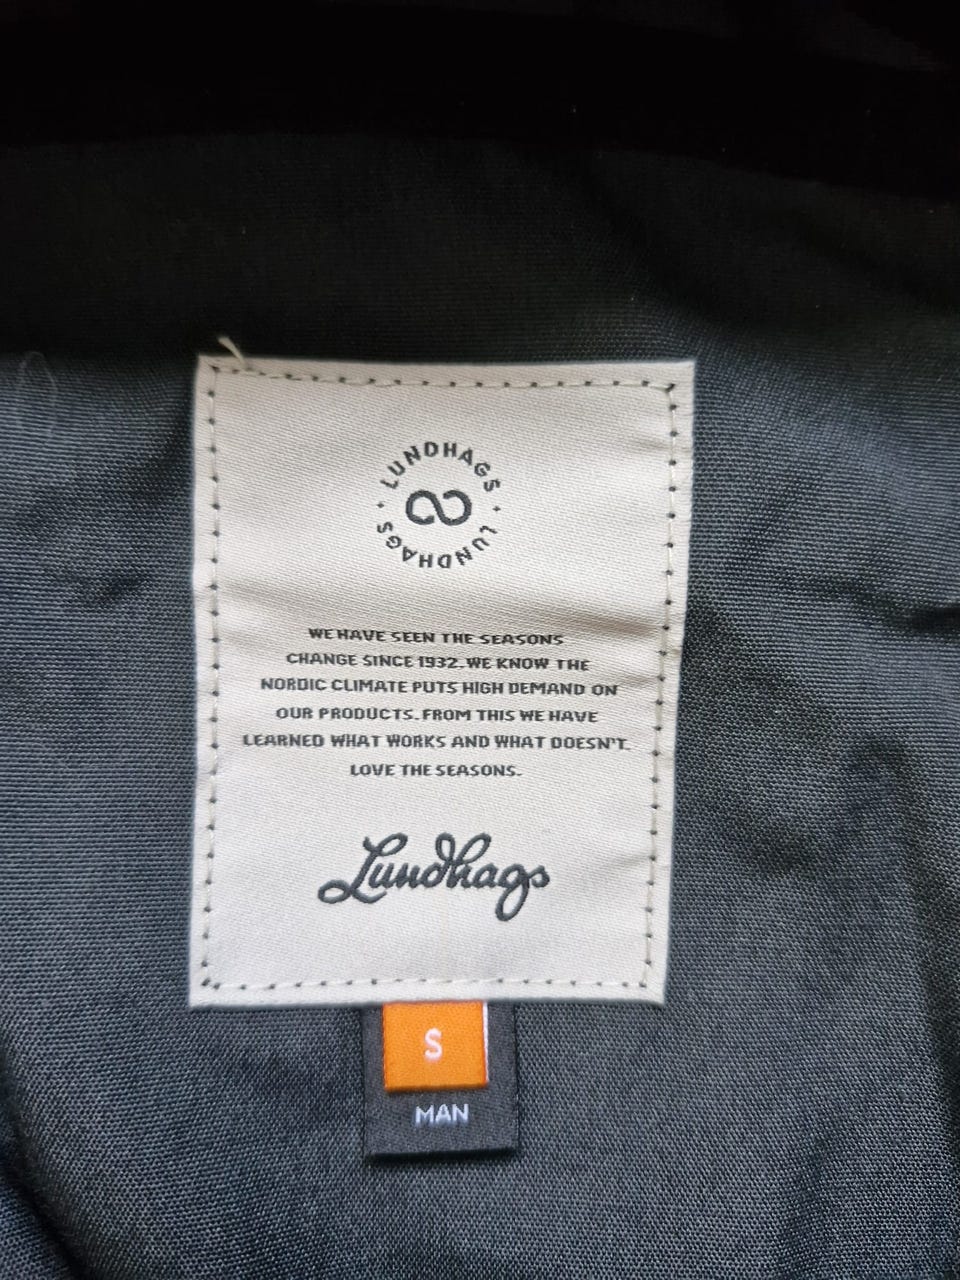 LUNDHAGS · LUNDHAGS ·
WE HAVE SEEN THE SEASONS
CHANGE SINCE 1932. WE KNOW THE
NORDIC CLIMATE PUTS HIGH DEMAND ON
OUR PRODUCTS. FROM THIS WE HAVE
LEARNED WHAT WORKS AND WHAT DOESN'T.
LOVE THE SEASONS.
Lundhags
S
MAN